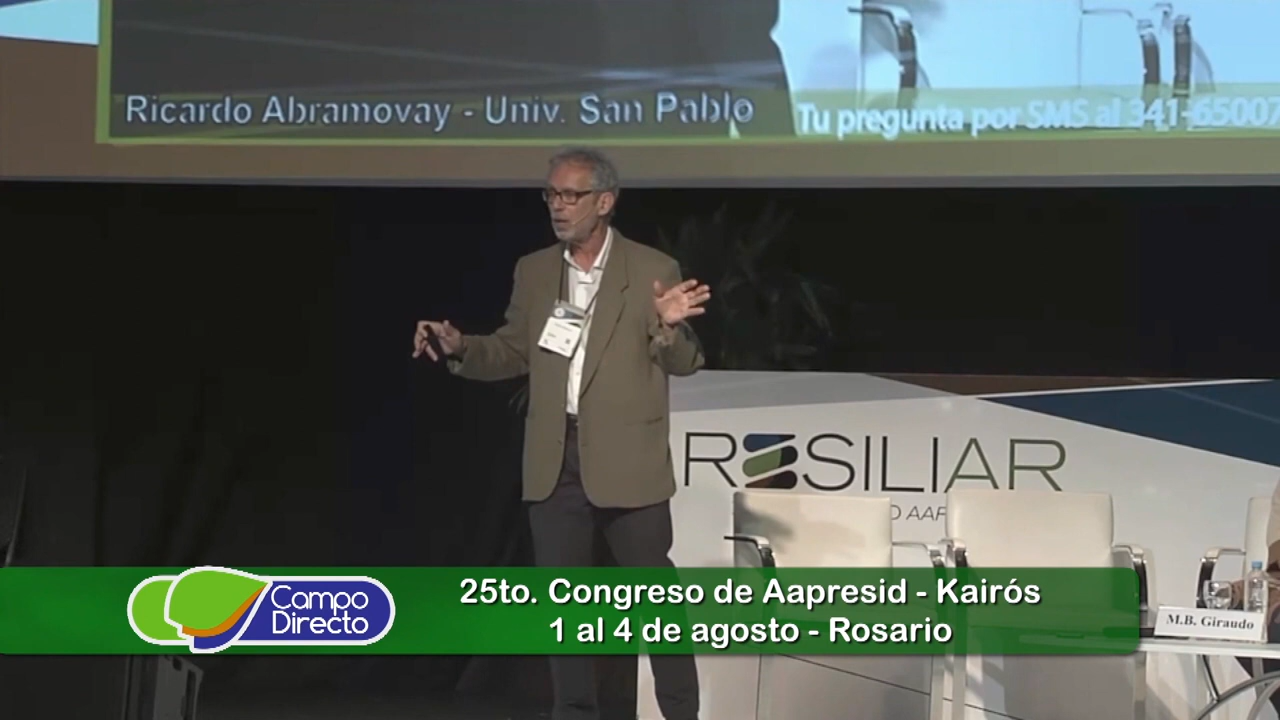 Ricardo Abramovay - Univ. San Pablo
Tu pregunta por SMS al 341-65007
RESILIAR
Campo
Directo
25to. Congreso de Aapresid - Kairós
1 al 4 de agosto - Rosario
M.B. Giraudo